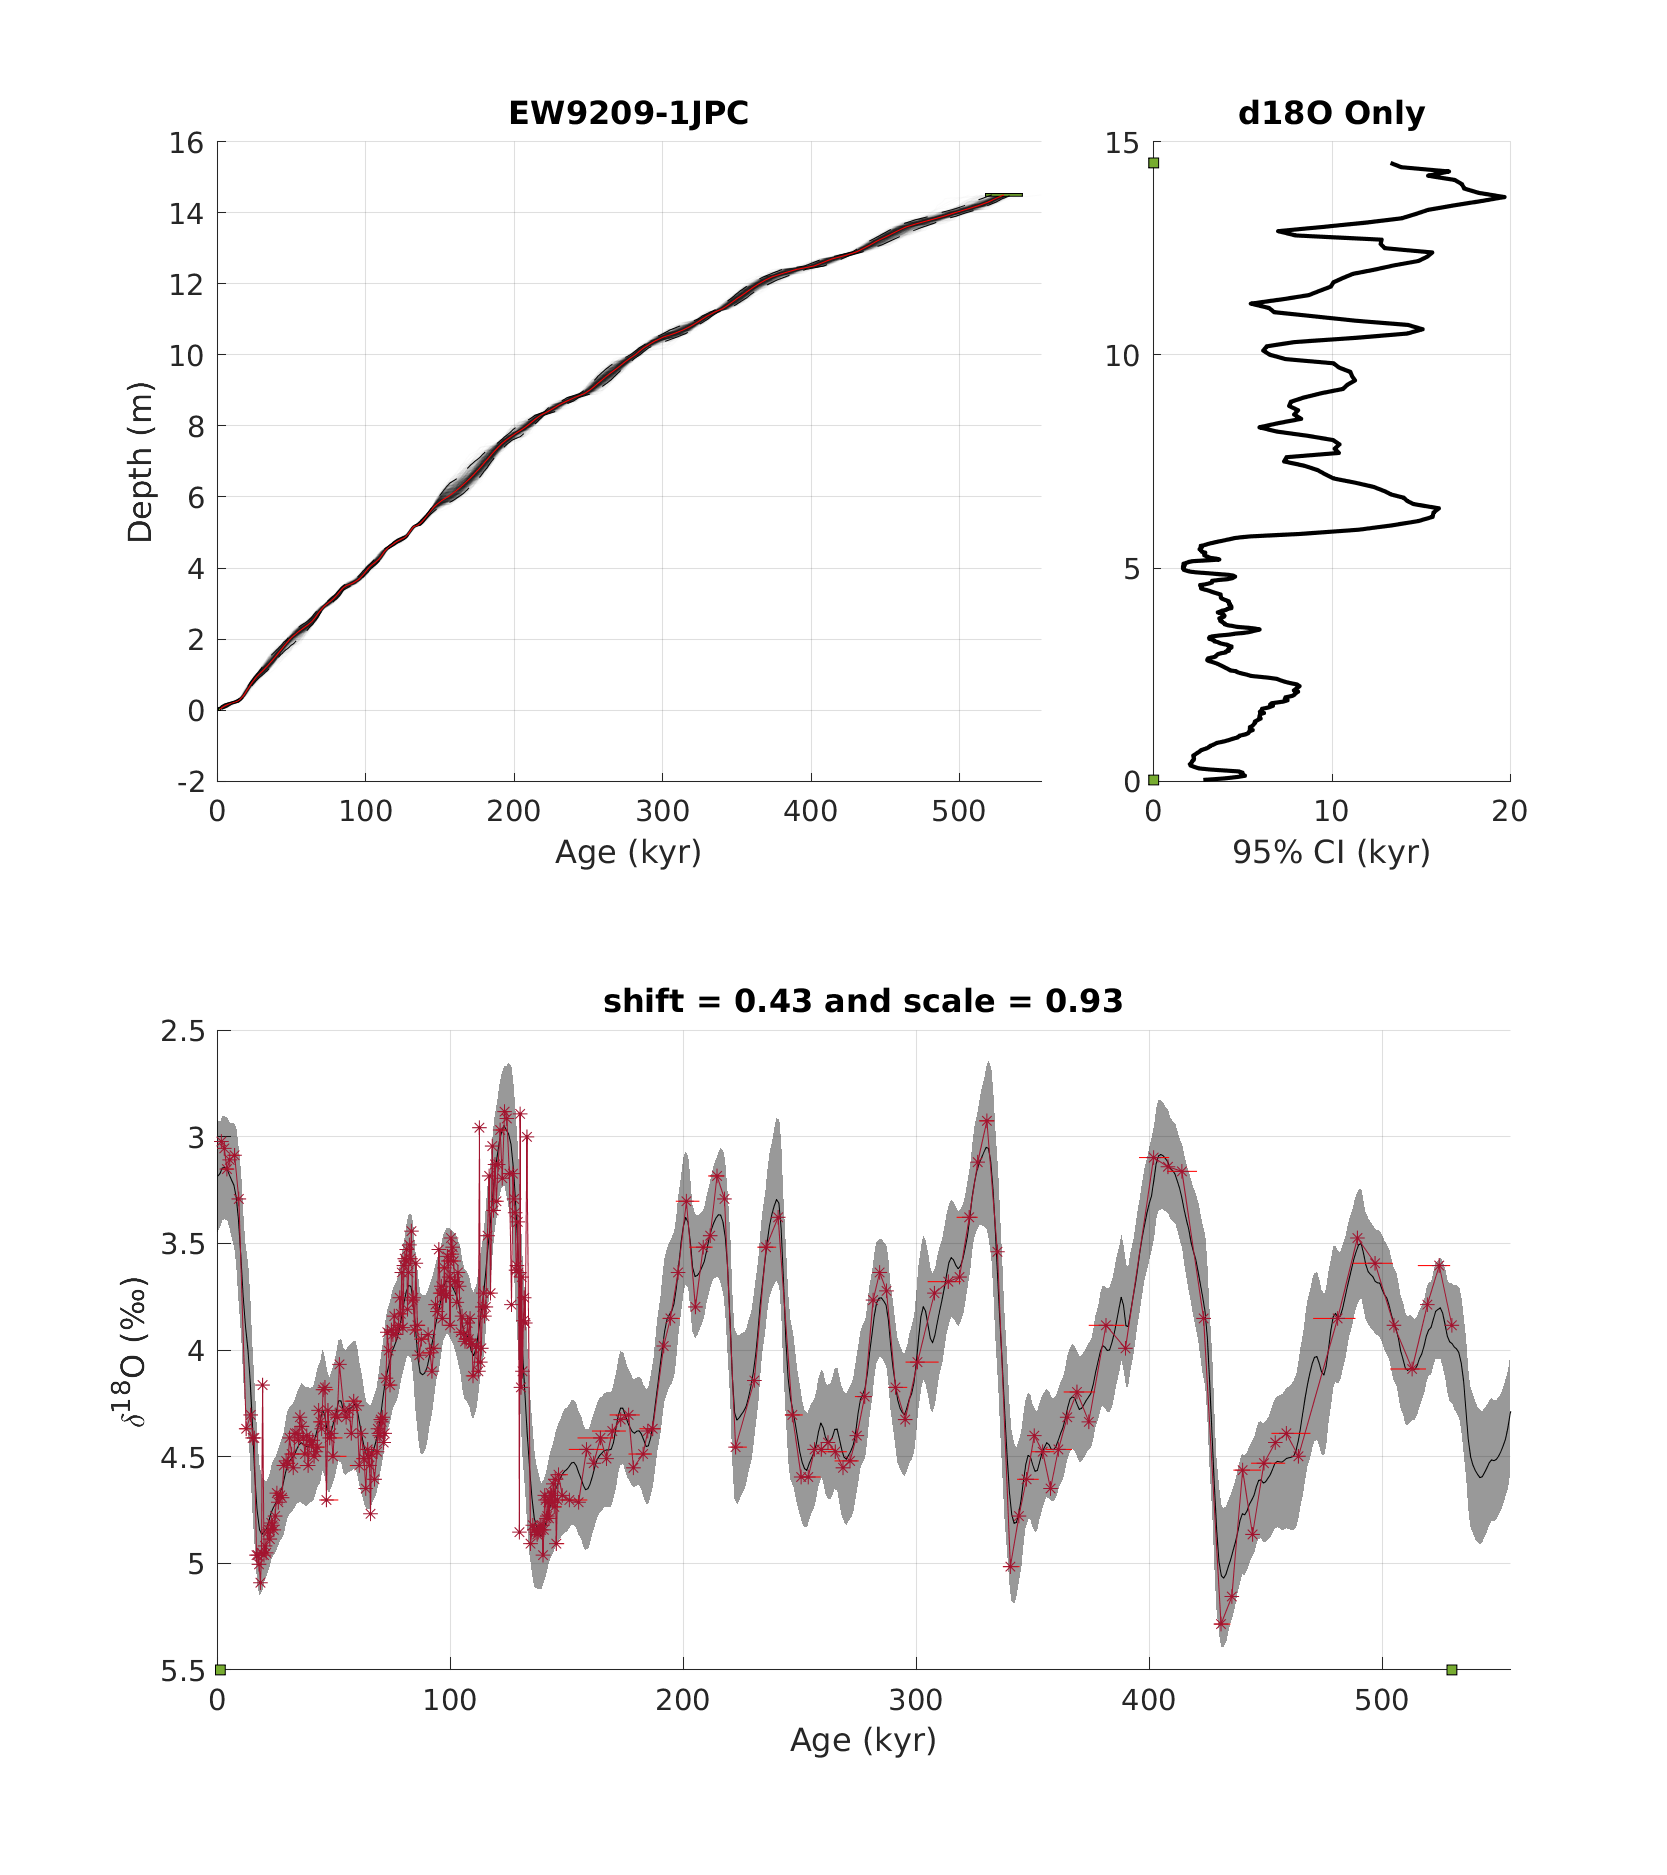 EW9209-1JPC
16
14
12
10
8
6
4
2
0
-2
Depth (m)
0 100 200 300 400 500
Age (kyr)
d18O Only
15
10
5
0
0 10 20
95% CI (kyr)
shift = 0.43 and scale = 0.93
2.5
3
3.5
4
4.5
5
5.5
δ18O (‰)
0 100 200 300 400 500
Age (kyr)